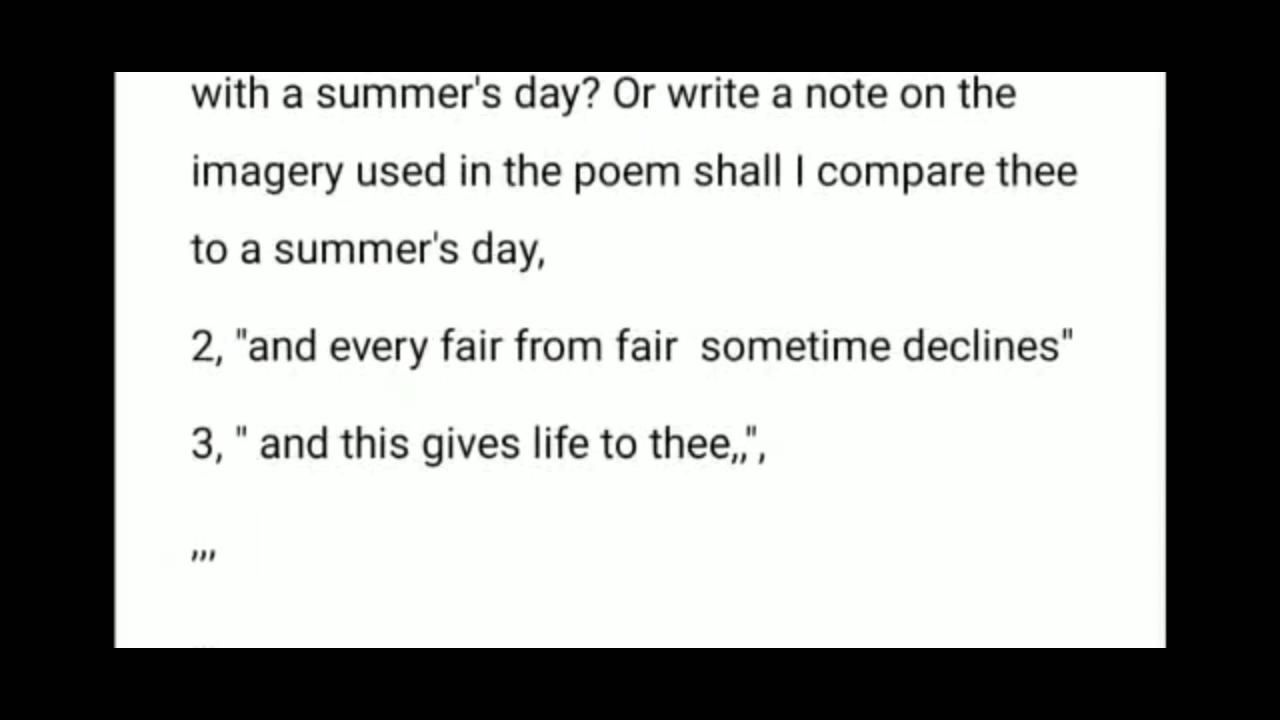 with a summer's day? Or write a note on the
imagery used in the poem shall I compare thee
to a summer's day,
2, "and every fair from fair  sometime declines"
3, " and this gives life to thee,,",
,,,